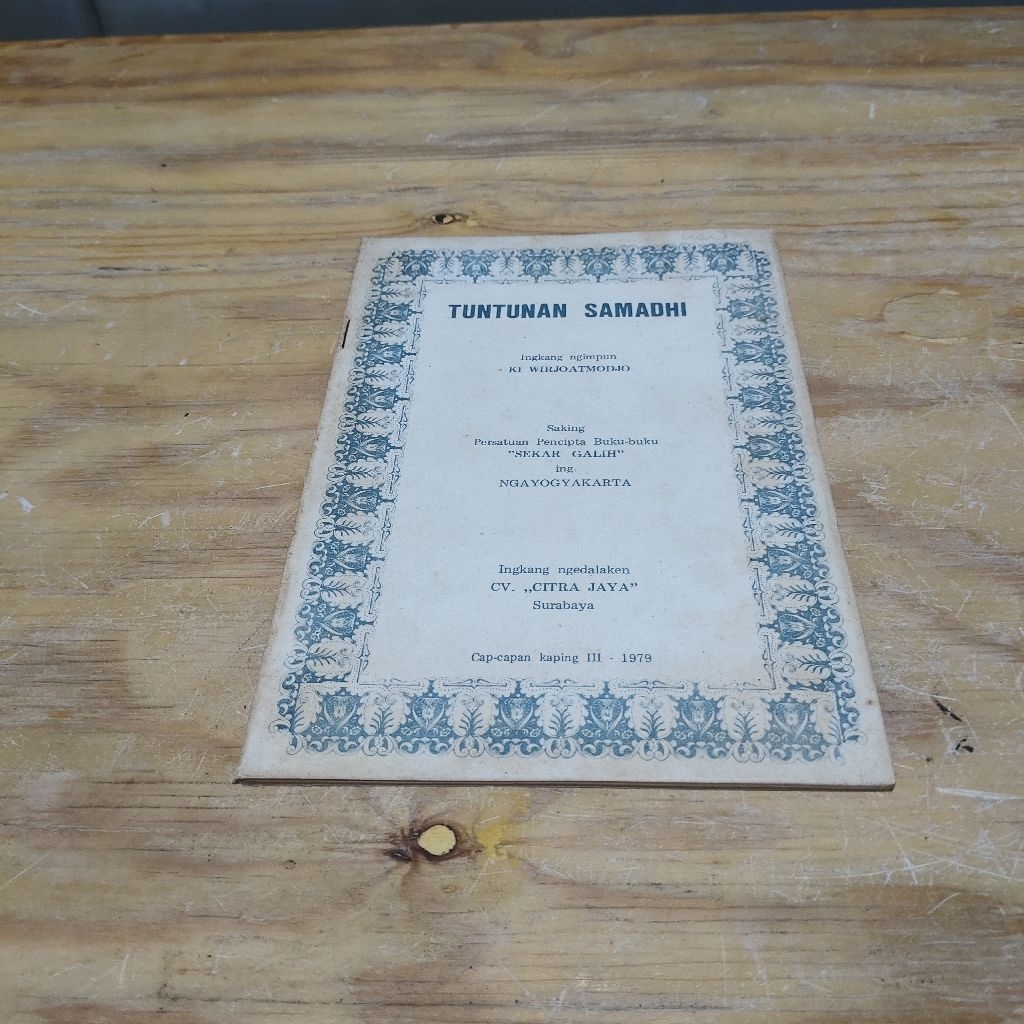 TUNTUNAN SAMADHI
Ingkang ngimpun
KI WIRJOATMODJO
Saking
Persatuan Pencipta Buku-buku
"SEKAR GALIH"
ing.
NGAYOGYAKARTA
Ingkang ngedalaken
CV. „CITRA JAYA"
Surabaya
Cap-capan kaping III - 1979